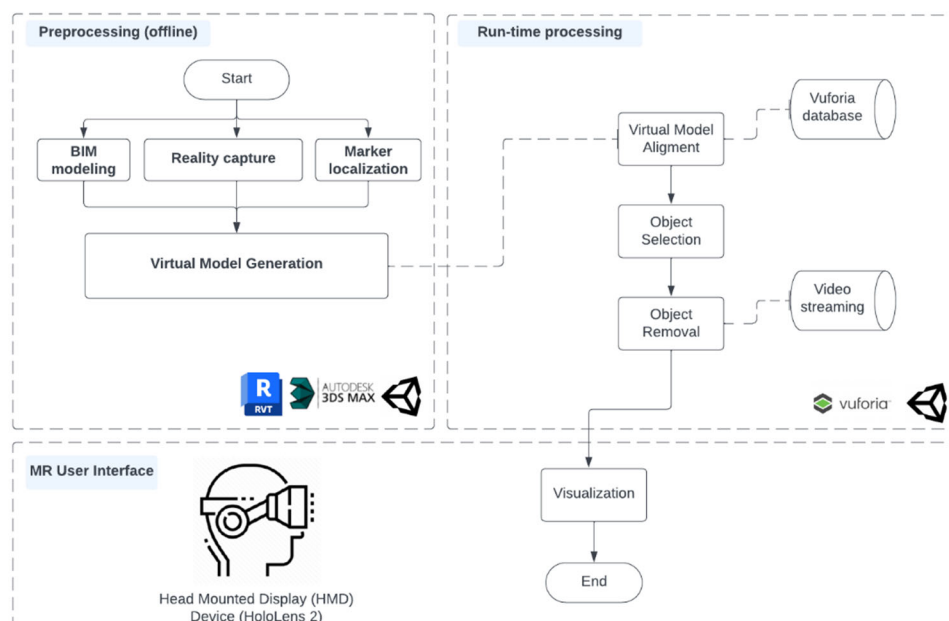 Preprocessing (offline)
Start
BIM
modeling
Reality capture
Marker
localization
Virtual Model Generation
R
RVT
AUTODESK
3DS MAX
Run-time processing
Virtual Model
Aligment
Vuforia
database
Object
Selection
Object
Removal
Video
streaming
vuforia
MR User Interface
Head Mounted Display (HMD)
Device (HoloLens 2)
Visualization
End